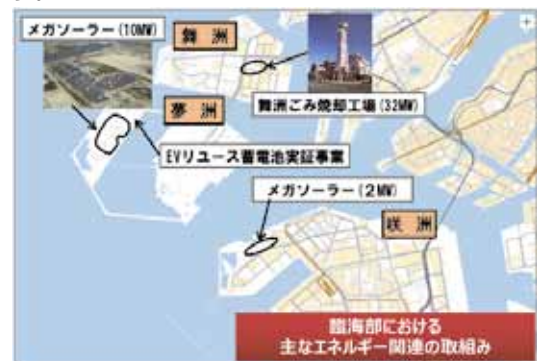 メガソーラー(10MW)
舞 洲
舞洲ごみ焼却工場(32MW)
夢 洲
EVリユース蓄電池実証事業
メガソーラー(2MW)
咲 洲
臨海部における
主なエネルギー関連の取組み